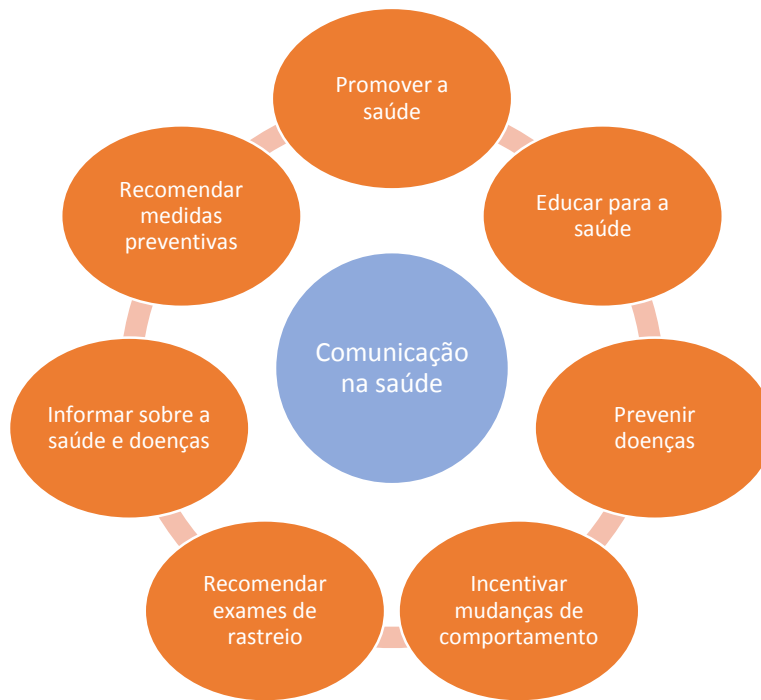 Promover a
saúde
Educar para a
saúde
Prevenir
doenças
Incentivar
mudanças de
comportamento
Recomendar
exames de
rastreio
Informar sobre a
saúde e doenças
Recomendar
medidas
preventivas
Comunicação
na saúde